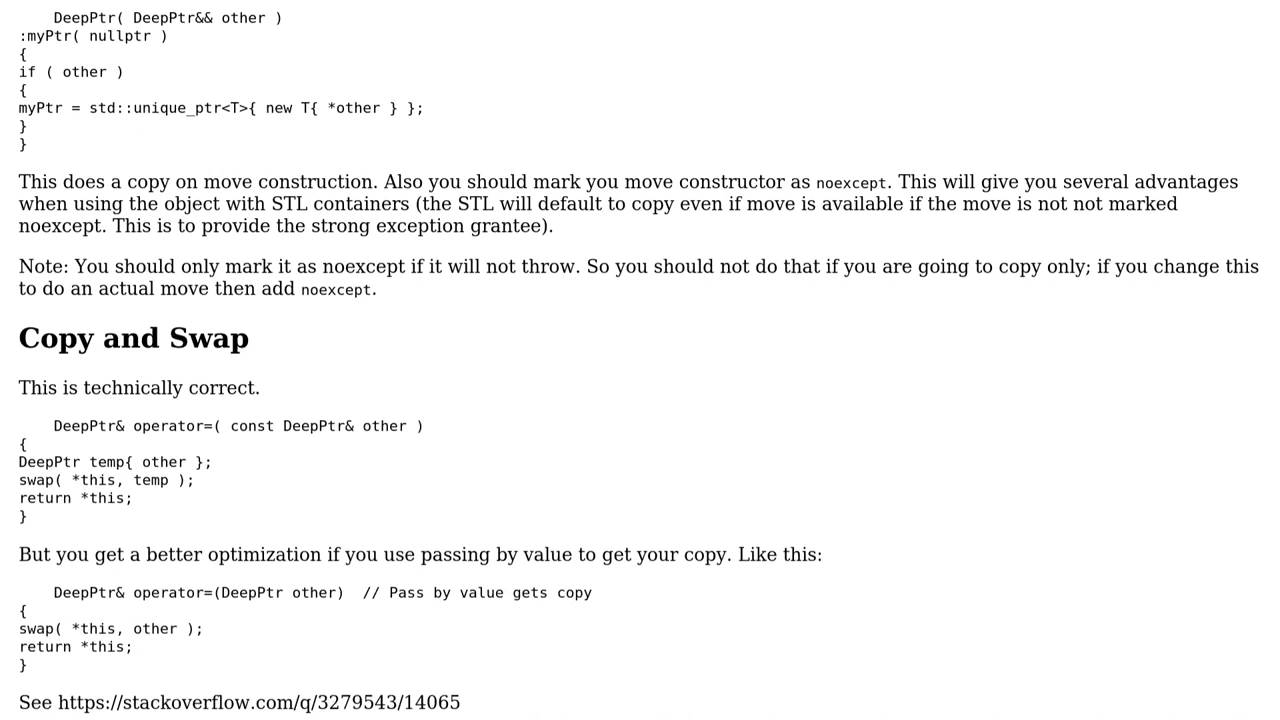 DeepPtr( DeepPtr&& other )
:myPtr( nullptr )
{
if ( other )
{
myPtr = std::unique_ptr<T>{ new T{ *other } };
}
}
This does a copy on move construction. Also you should mark you move constructor as noexcept. This will give you several advantages
when using the object with STL containers (the STL will default to copy even if move is available if the move is not not marked
noexcept. This is to provide the strong exception grantee).
Note: You should only mark it as noexcept if it will not throw. So you should not do that if you are going to copy only; if you change this
to do an actual move then add noexcept.
Copy and Swap
This is technically correct.
DeepPtr& operator=( const DeepPtr& other )
{
DeepPtr temp{ other };
swap( *this, temp );
return *this;
}
But you get a better optimization if you use passing by value to get your copy. Like this:
DeepPtr& operator=(DeepPtr other)  // Pass by value gets copy
{
swap( *this, other );
return *this;
}
See https://stackoverflow.com/q/3279543/14065